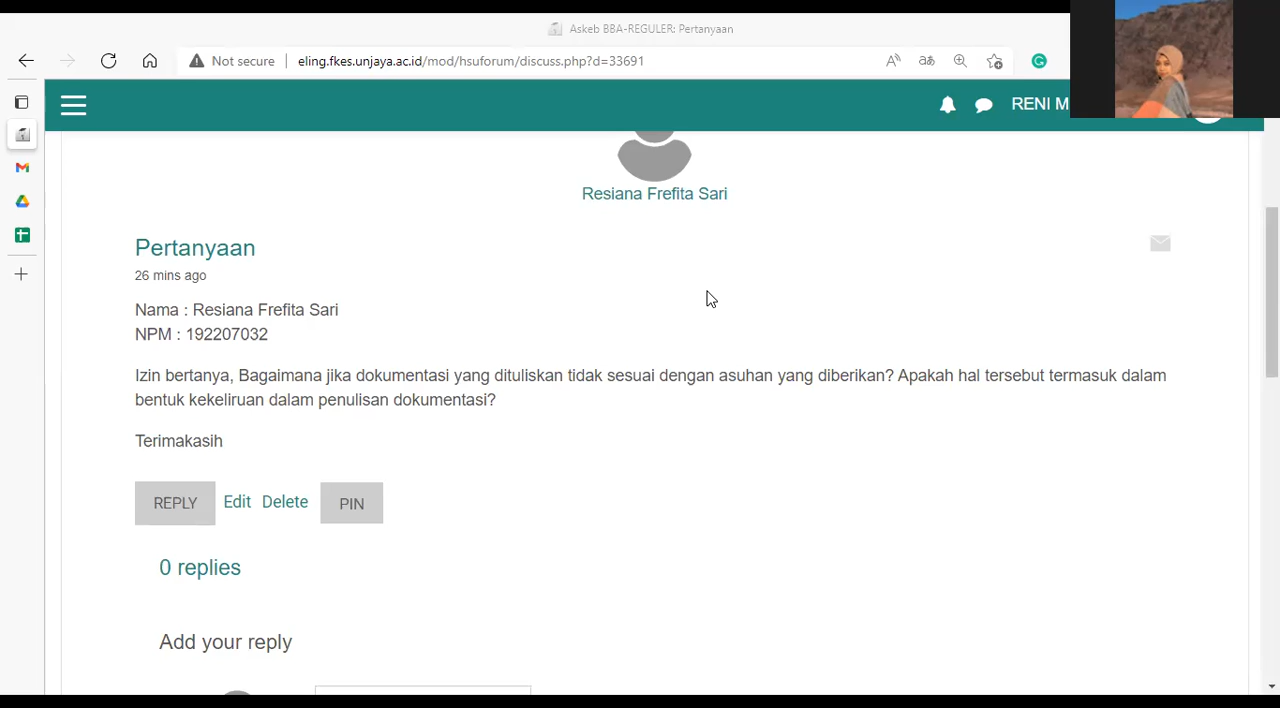 Askeb BBA-REGULER: Pertanyaan
Not secure
eling.fkes.unjaya.ac.id/mod/hsuforum/discuss.php?d=33691
RENI M
Resiana Frefita Sari
Pertanyaan
26 mins ago
Nama : Resiana Frefita Sari
NPM : 192207032
Izin bertanya, Bagaimana jika dokumentasi yang dituliskan tidak sesuai dengan asuhan yang diberikan? Apakah hal tersebut termasuk dalam
bentuk kekeliruan dalam penulisan dokumentasi?
Terimakasih
REPLY Edit Delete PIN
0 replies
Add your reply